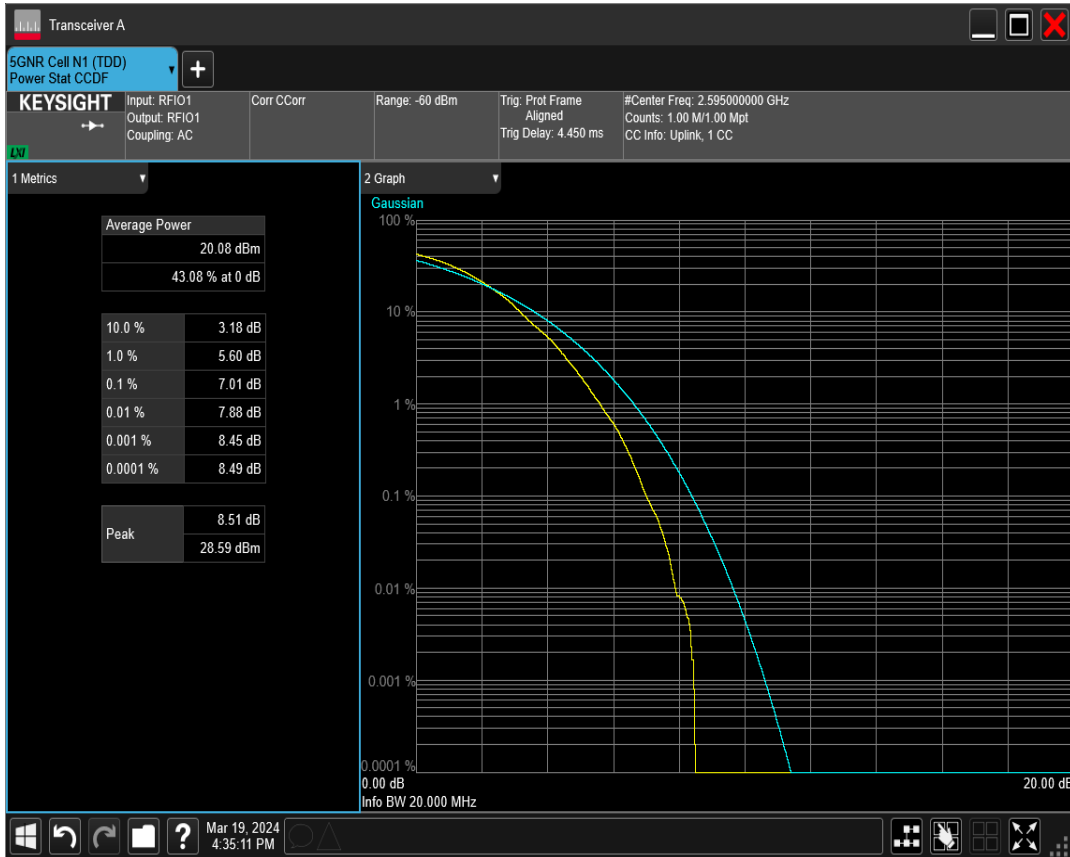 Transceiver A
5GNR Cell N1 (TDD)
Power Stat CCDF
+
KEYSIGHT
LXI
Input: RFIO1
Output: RFIO1
Coupling: AC
Corr CCorr
Range: -60 dBm
Trig: Prot Frame
Aligned
Trig Delay: 4.450 ms
#Center Freq: 2.595000000 GHz
Counts: 1.00 M/1.00 Mpt
CC Info: Uplink, 1 CC
1 Metrics
Average Power
20.08 dBm
43.08 % at 0 dB
10.0 % 3.18 dB
1.0 % 5.60 dB
0.1 % 7.01 dB
0.01 % 7.88 dB
0.001 % 8.45 dB
0.0001 % 8.49 dB
Peak
8.51 dB
28.59 dBm
2 Graph
Gaussian
100 %
10 %
1 %
0.1 %
0.01 %
0.001 %
0.0001 %
0.00 dB 20.00 dB
Info BW 20.000 MHz
?
Mar 19, 2024
4:35:11 PM